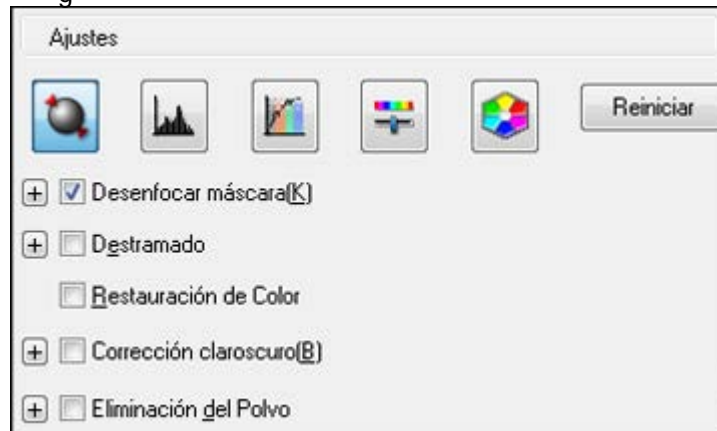 Ajustes
Reiniciar
Desenfocar máscara(K)
Destramado
Restauración de Color
Corrección claroscuro(B)
Eliminación del Polvo